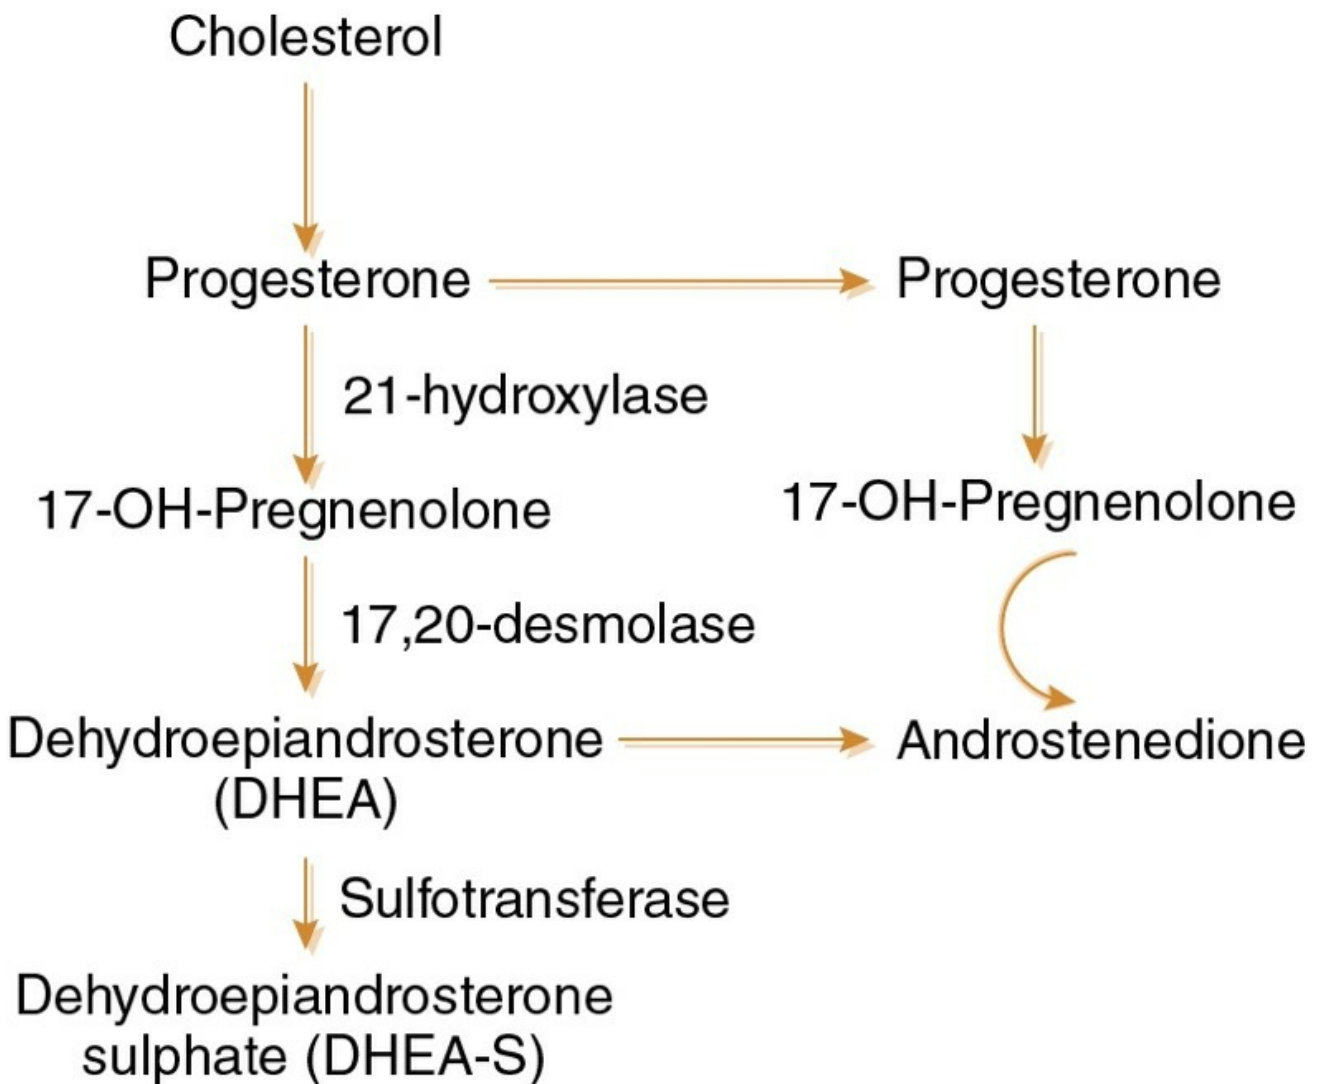 Cholesterol
Progesterone
Progesterone
21-hydroxylase
17-OH-Pregnenolone
17-OH-Pregnenolone
17,20-desmolase
Dehydroepiandrosterone
(DHEA)
Androstenedione
Sulfotransferase
Dehydroepiandrosterone
sulphate (DHEA-S)